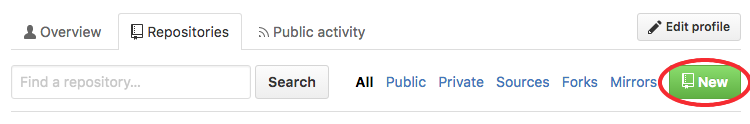 Overview Repositories Public activity Edit profile
Find a repository... Search All Public Private Sources Forks Mirrors New